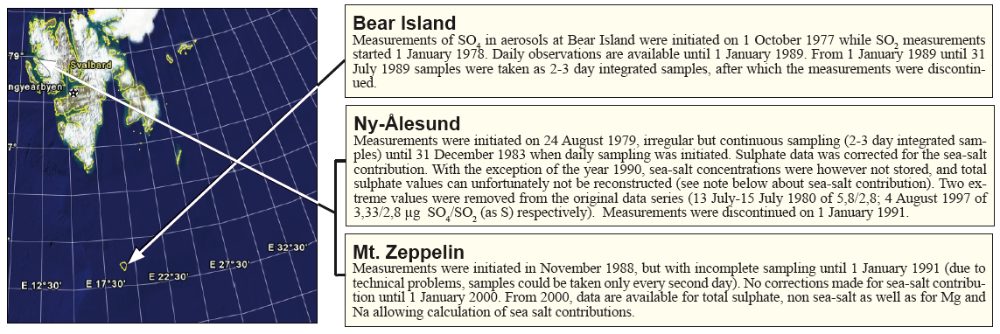 79°
Svalbard
ngyearbyen
7°
E 12°30'
E 17°30'
E 22°30'
E 27°30'
E 32°30'
Bear Island
Measurements of SO4 in aerosols at Bear Island were initiated on 1 October 1977 while SO2 measurements
started 1 January 1978. Daily observations are available until 1 January 1989. From 1 January 1989 until 31
July 1989 samples were taken as 2-3 day integrated samples, after which the measurements were discontin-
ued.
Ny-Ålesund
Measurements were initiated on 24 August 1979, irregular but continuous sampling (2-3 day integrated sam-
ples) until 31 December 1983 when daily sampling was initiated. Sulphate data was corrected for the sea-salt
contribution. With the exception of the year 1990, sea-salt concentrations were however not stored, and total
sulphate values can unfortunately not be reconstructed (see note below about sea-salt contribution). Two ex-
treme values were removed from the original data series (13 July-15 July 1980 of 5,8/2,8; 4 August 1997 of
3,33/2,8 µg SO4/SO2 (as S) respectively). Measurements were discontinued on 1 January 1991.
Mt. Zeppelin
Measurements were initiated in November 1988, but with incomplete sampling until 1 January 1991 (due to
technical problems, samples could be taken only every second day). No corrections made for sea-salt contribu-
tion until 1 January 2000. From 2000, data are available for total sulphate, non sea-salt as well as for Mg and
Na allowing calculation of sea salt contributions.